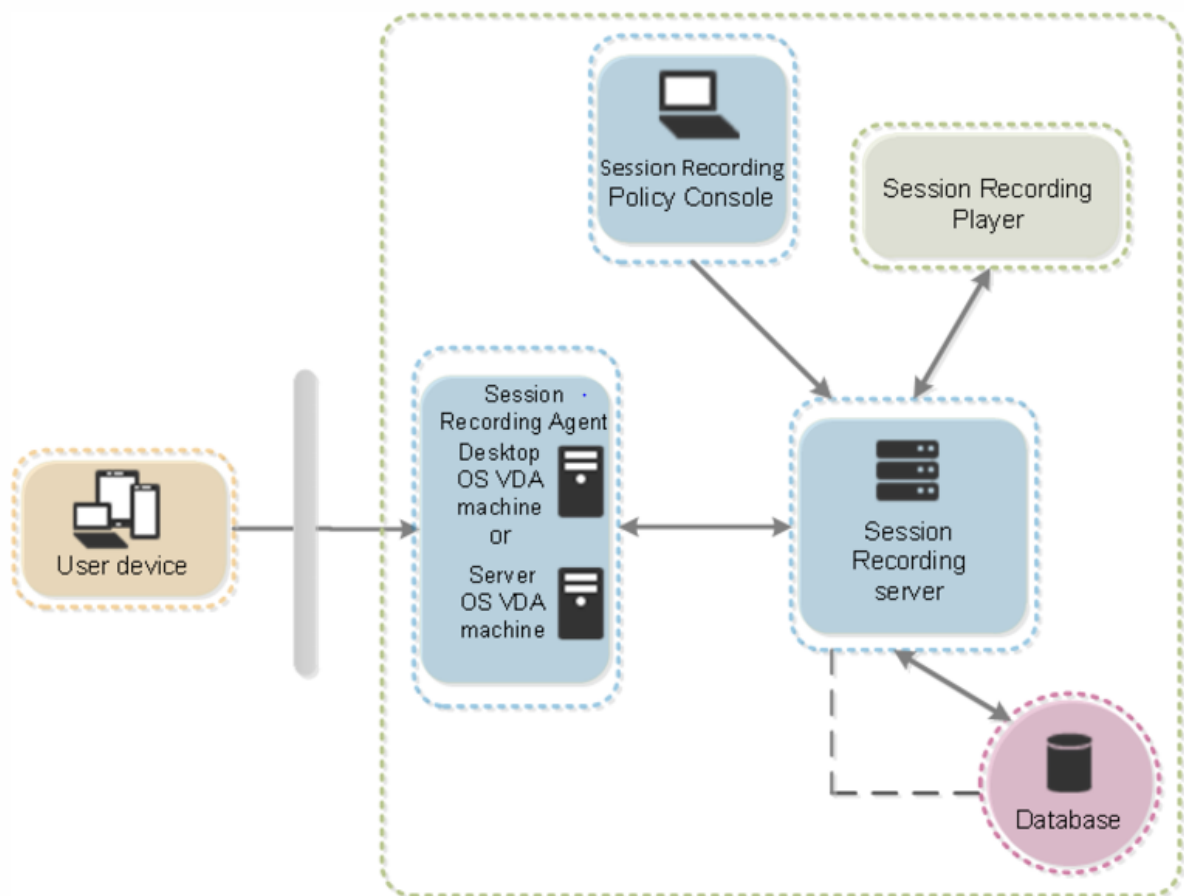 Session Recording
Policy Console
Session Recording
Player
Session
Recording Agent
Desktop
OS VDA
machine
or
Server
OS VDA
machine
User device
Session
Recording
server
Database